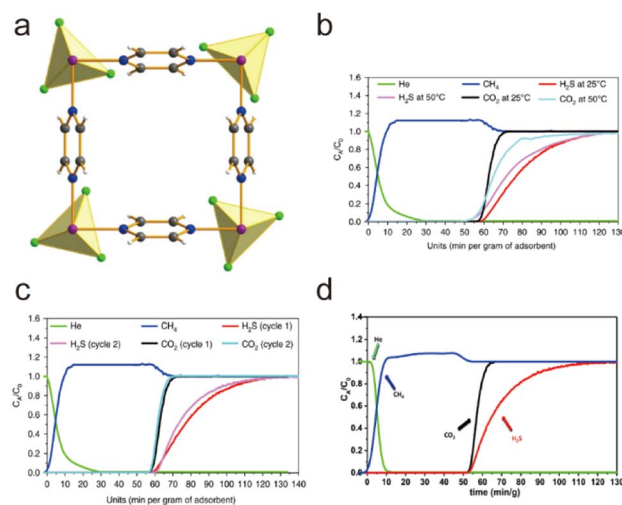 a
b
1.6
1.4
1.2
1.0
0.8
0.6
0.4
0.2
0.0
C_A/C_0
He
CH₄
H₂S at 25°C
H₂S at 50°C
CO₂ at 25°C
CO₂ at 50°C
0 10 20 30 40 50 60 70 80 90 100 110 120 130
Units (min per gram of adsorbent)
c
1.6
1.4
1.2
1.0
0.8
0.6
0.4
0.2
0.0
C_A/C_0
He
CH₄
H₂S (cycle 1)
H₂S (cycle 2)
CO₂ (cycle 1)
CO₂ (cycle 2)
0 10 20 30 40 50 60 70 80 90 100 110 120 130 140
Units (min per gram of adsorbent)
d
1.6
1.4
1.2
1.0
0.8
0.6
0.4
0.2
0.0
C_A/C_0
He
CH₄
CO₂
H₂S
0 10 20 30 40 50 60 70 80 90 100 110 120 130
time (min/g)